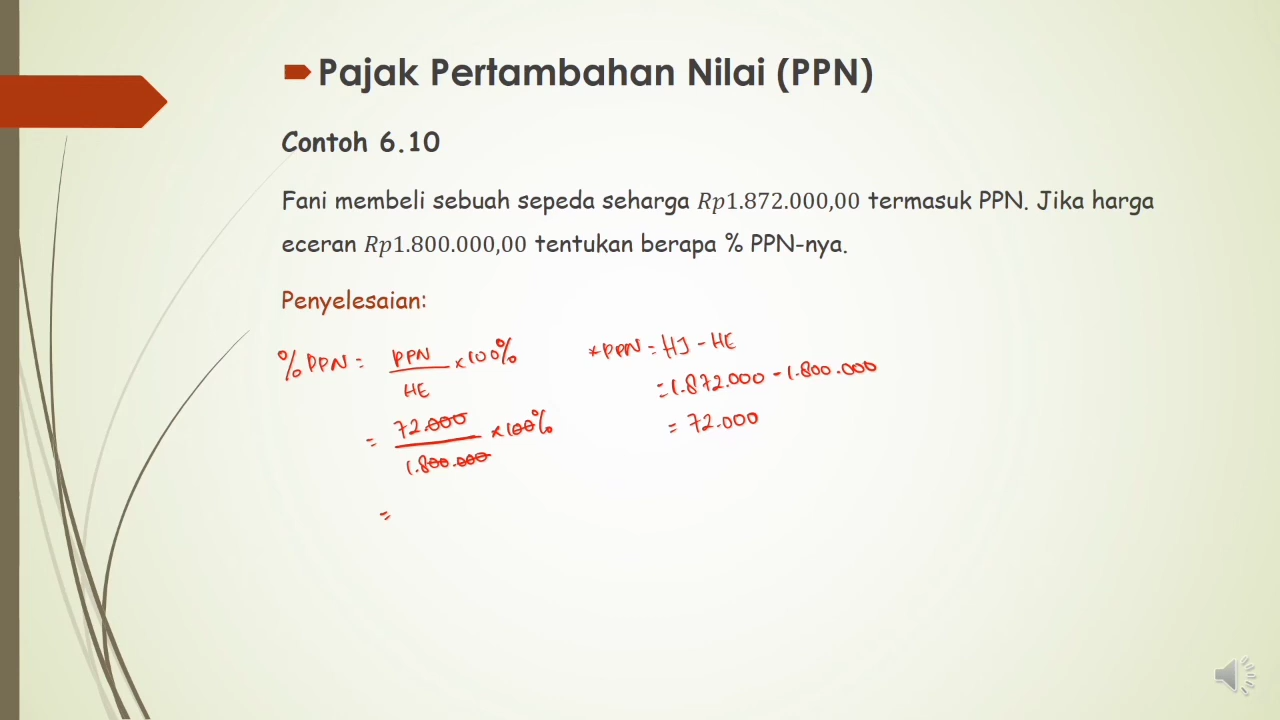 Pajak Pertambahan Nilai (PPN)
Contoh 6.10
Fani membeli sebuah sepeda seharga Rp1.872.000,00 termasuk PPN. Jika harga
eceran Rp1.800.000,00 tentukan berapa % PPN-nya.
Penyelesaian:
% PPN = PPN / HE × 100%
= 72.000 / 1.800.000 × 100%
=
*PPN = HJ - HE
= 1.872.000 - 1.800.000
= 72.000